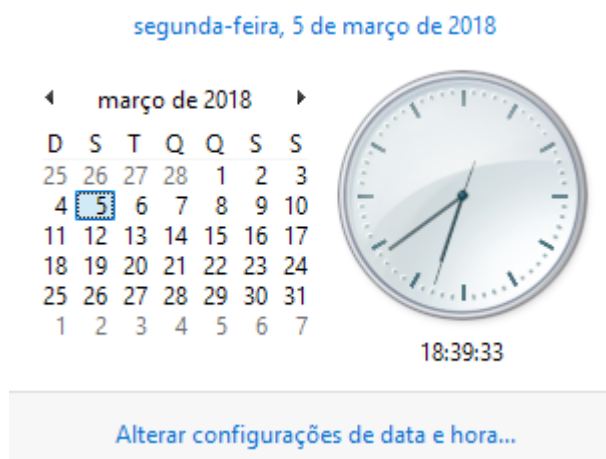 segunda-feira, 5 de março de 2018
março de 2018
D S T Q Q S S
25 26 27 28 1 2 3
4 5 6 7 8 9 10
11 12 13 14 15 16 17
18 19 20 21 22 23 24
25 26 27 28 29 30 31
1 2 3 4 5 6 7
18:39:33
Alterar configurações de data e hora...